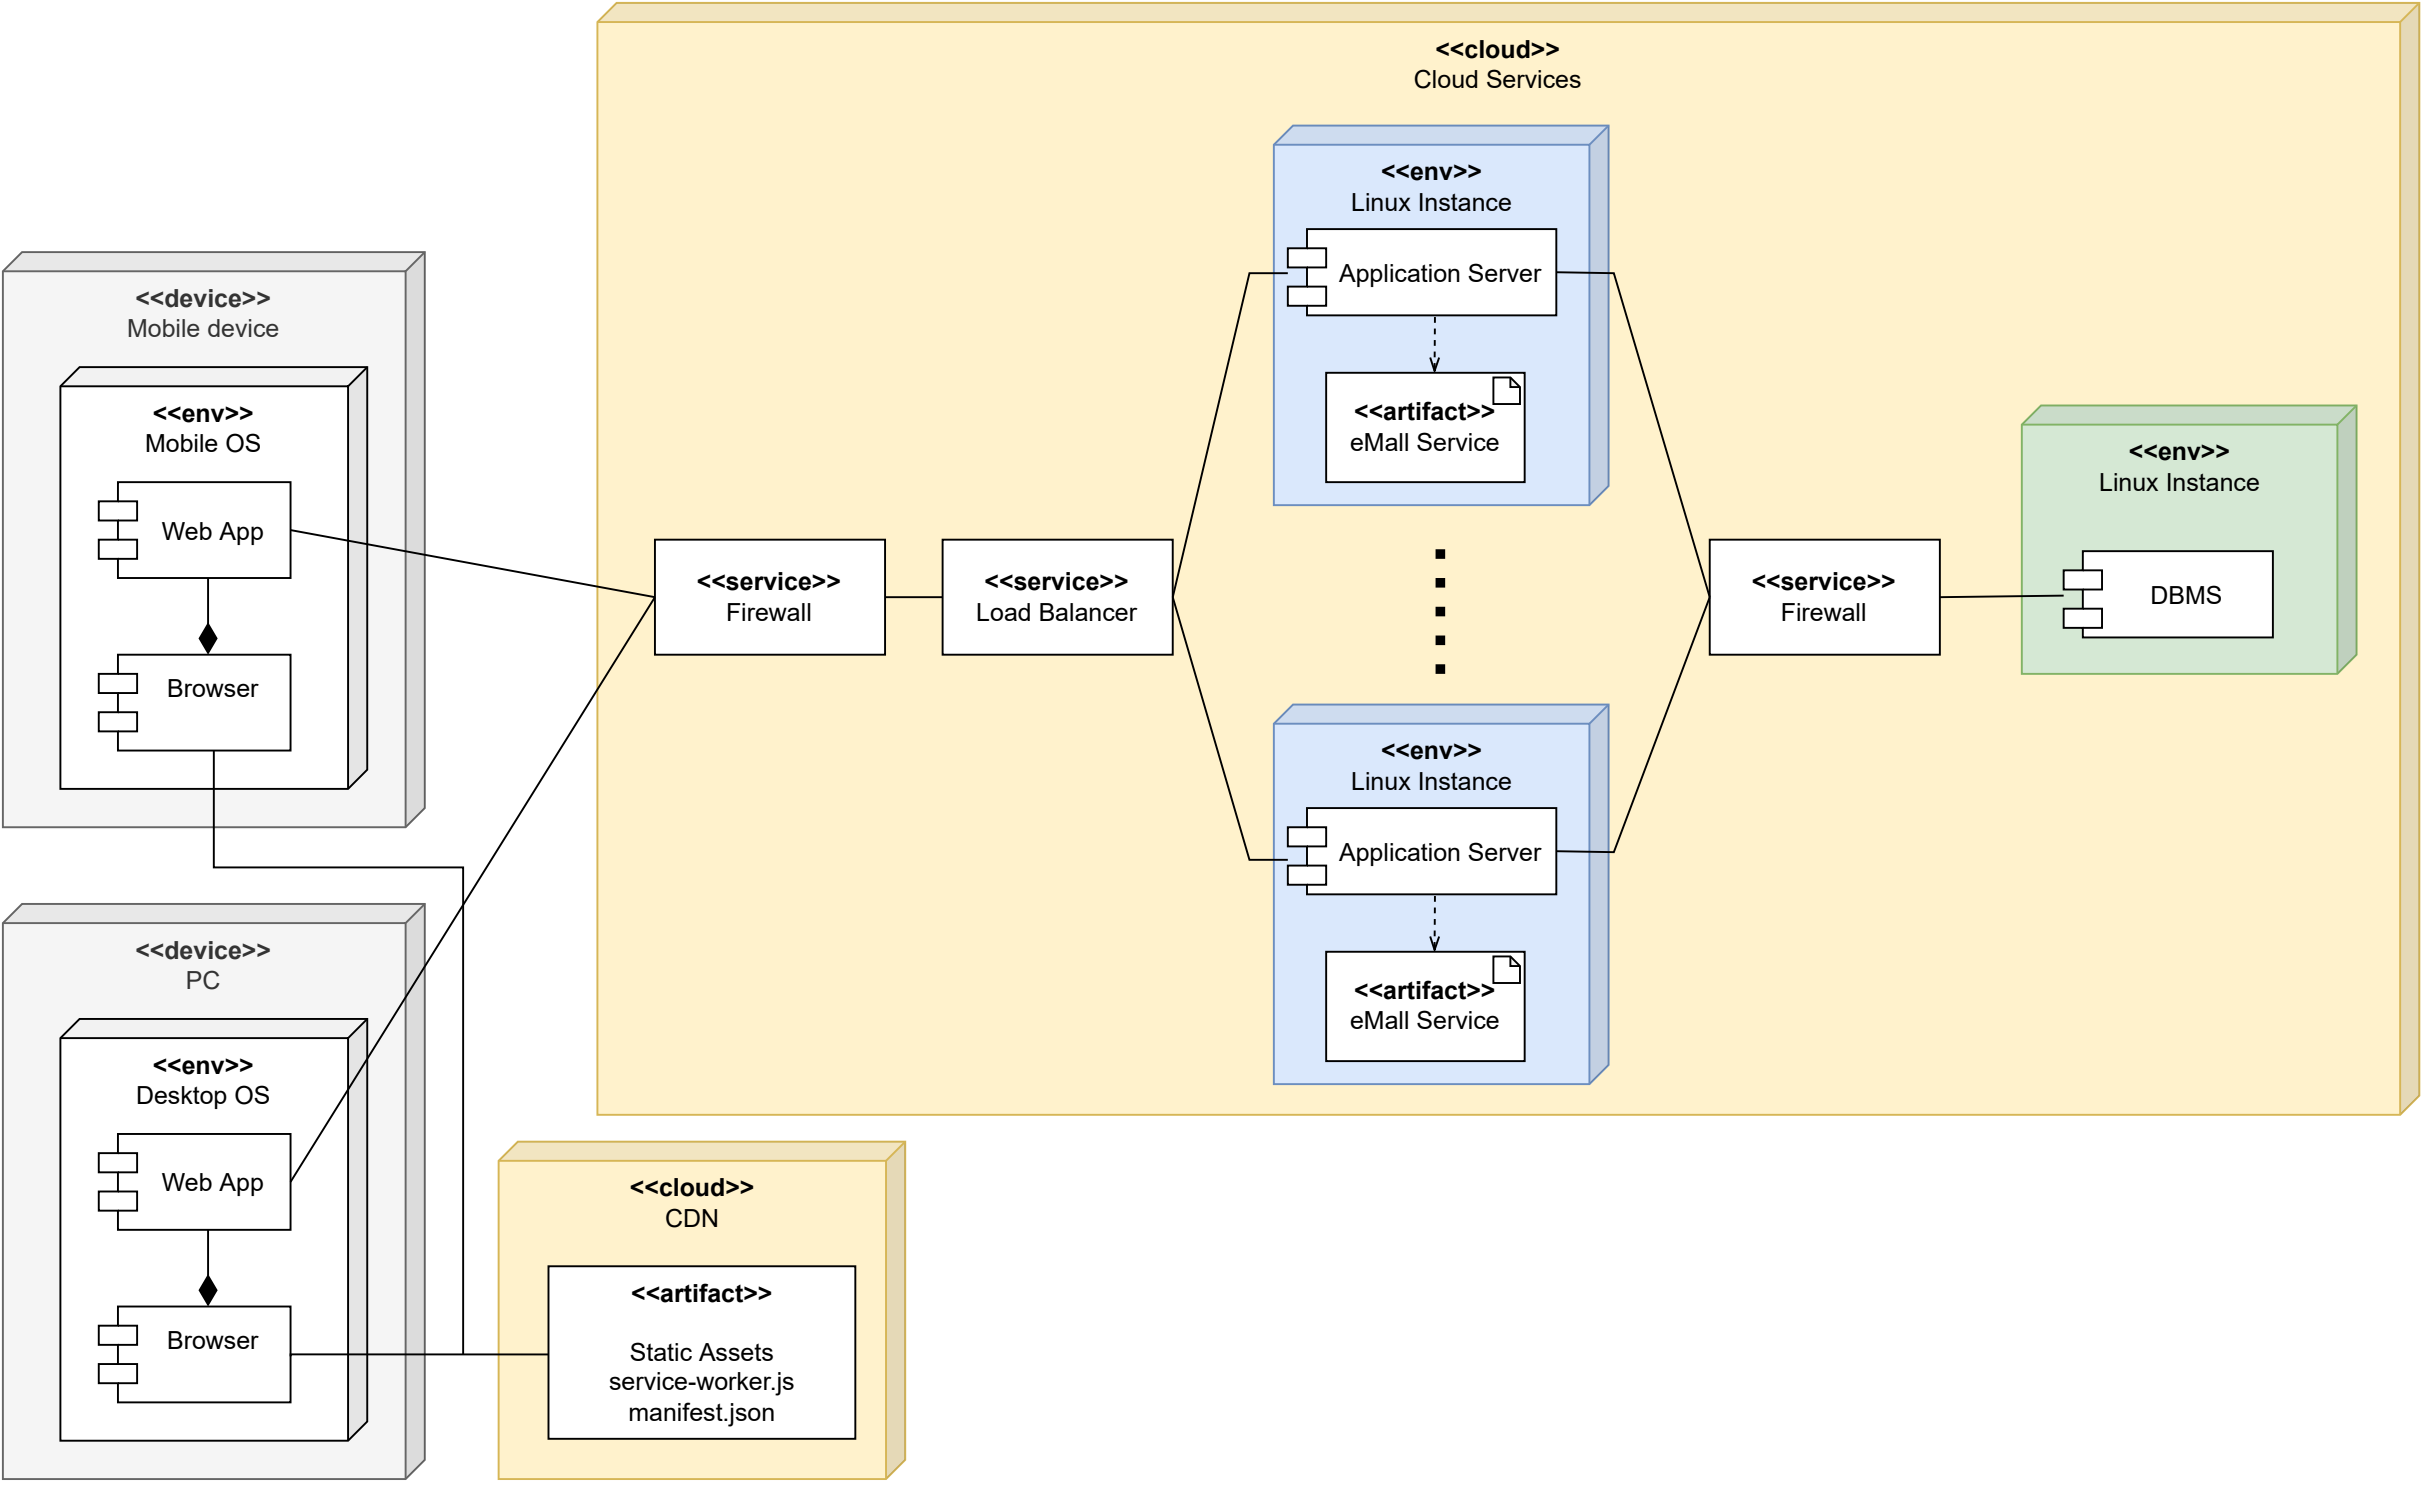 <<cloud>>
Cloud Services
<<env>>
Linux Instance
Application Server
<<artifact>>
eMall Service
<<device>>
Mobile device
<<env>>
Mobile OS
Web App
Browser
<<service>>
Firewall
<<service>>
Load Balancer
<<service>>
Firewall
<<env>>
Linux Instance
DBMS
<<env>>
Linux Instance
Application Server
<<artifact>>
eMall Service
<<device>>
PC
<<env>>
Desktop OS
Web App
Browser
<<cloud>>
CDN
<<artifact>>
Static Assets
service-worker.js
manifest.json